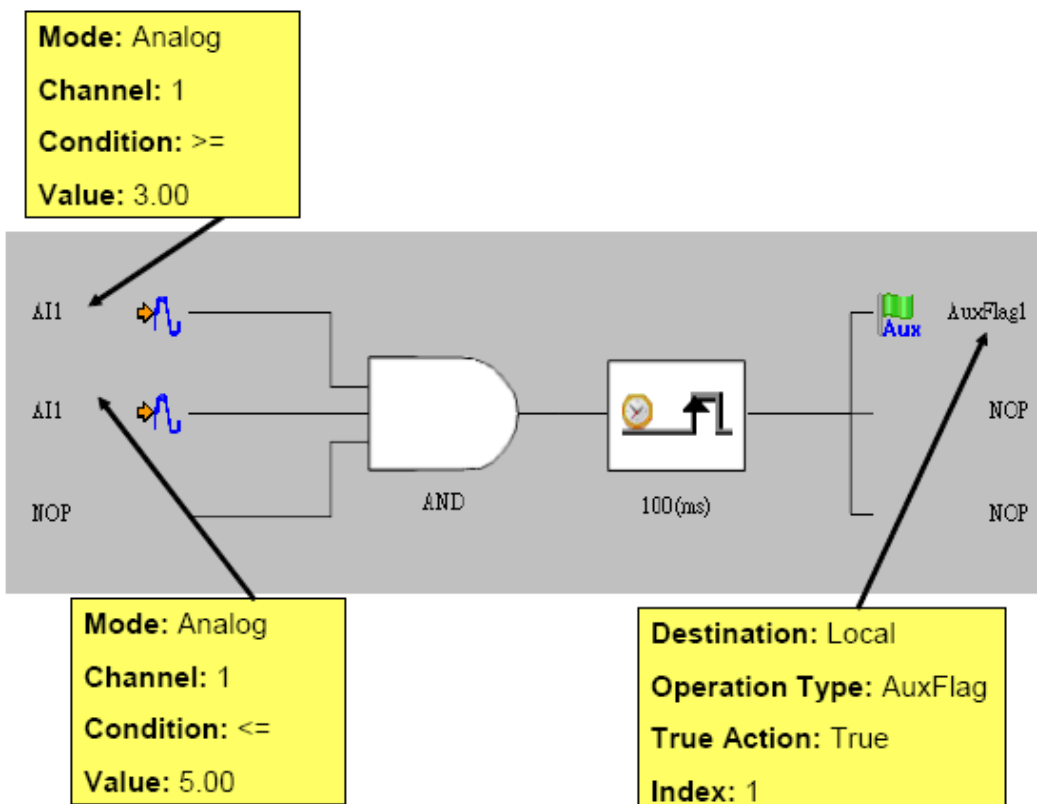 Mode: Analog
Channel: 1
Condition: >=
Value: 3.00
AI1
Aux
AuxFlag1
AI1
NOP
NOP
AND
100(ms)
NOP
Mode: Analog
Channel: 1
Condition: <=
Value: 5.00
Destination: Local
Operation Type: AuxFlag
True Action: True
Index: 1